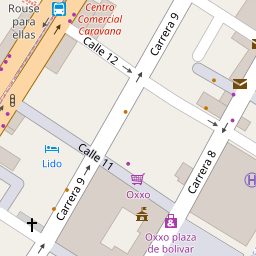 Rouse
para
ellas
Centro
Comercial
Caravana
Calle 12
Carrera 9
Lido
Calle 11
Oxxo
Carrera 8
Carrera 9
Oxxo plaza
de bolivar
H